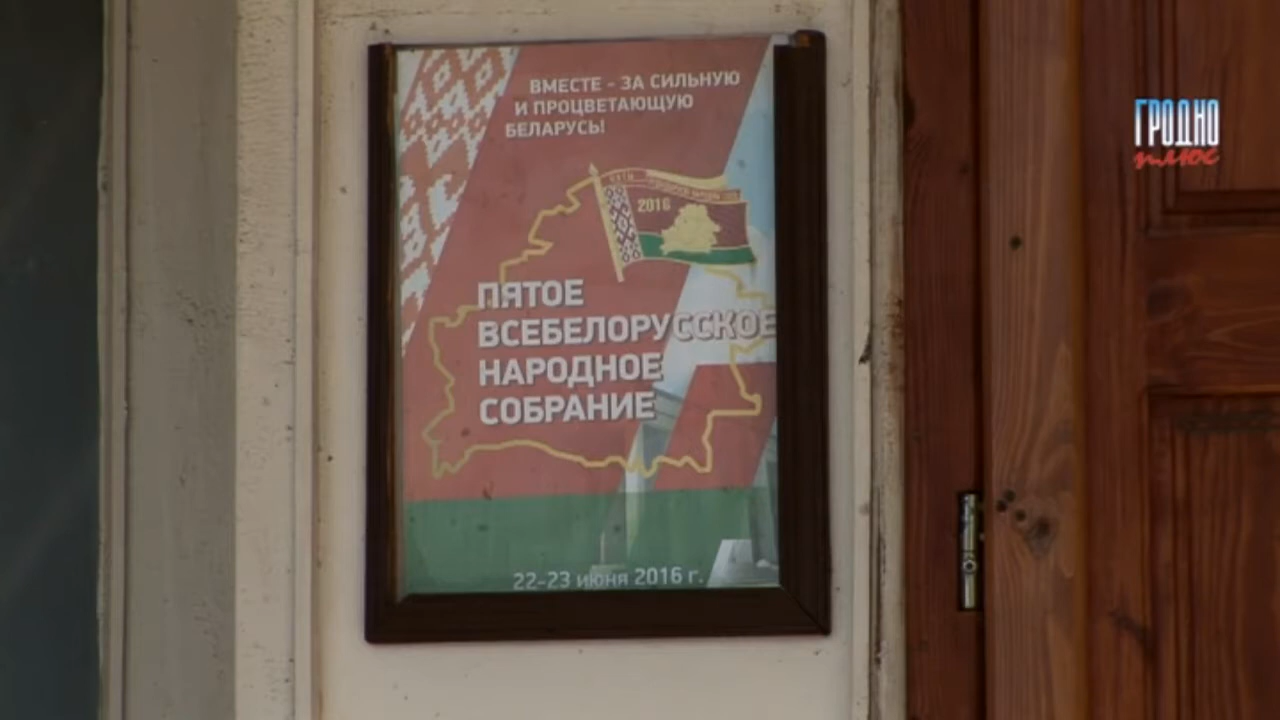 ВМЕСТЕ - ЗА СИЛЬНУЮ
И ПРОЦВЕТАЮЩУЮ
БЕЛАРУСЬ!
2016
ПЯТОЕ
ВСЕБЕЛОРУССКОЕ
НАРОДНОЕ
СОБРАНИЕ
22-23 июня 2016 г.
ГРОДНО
плюс